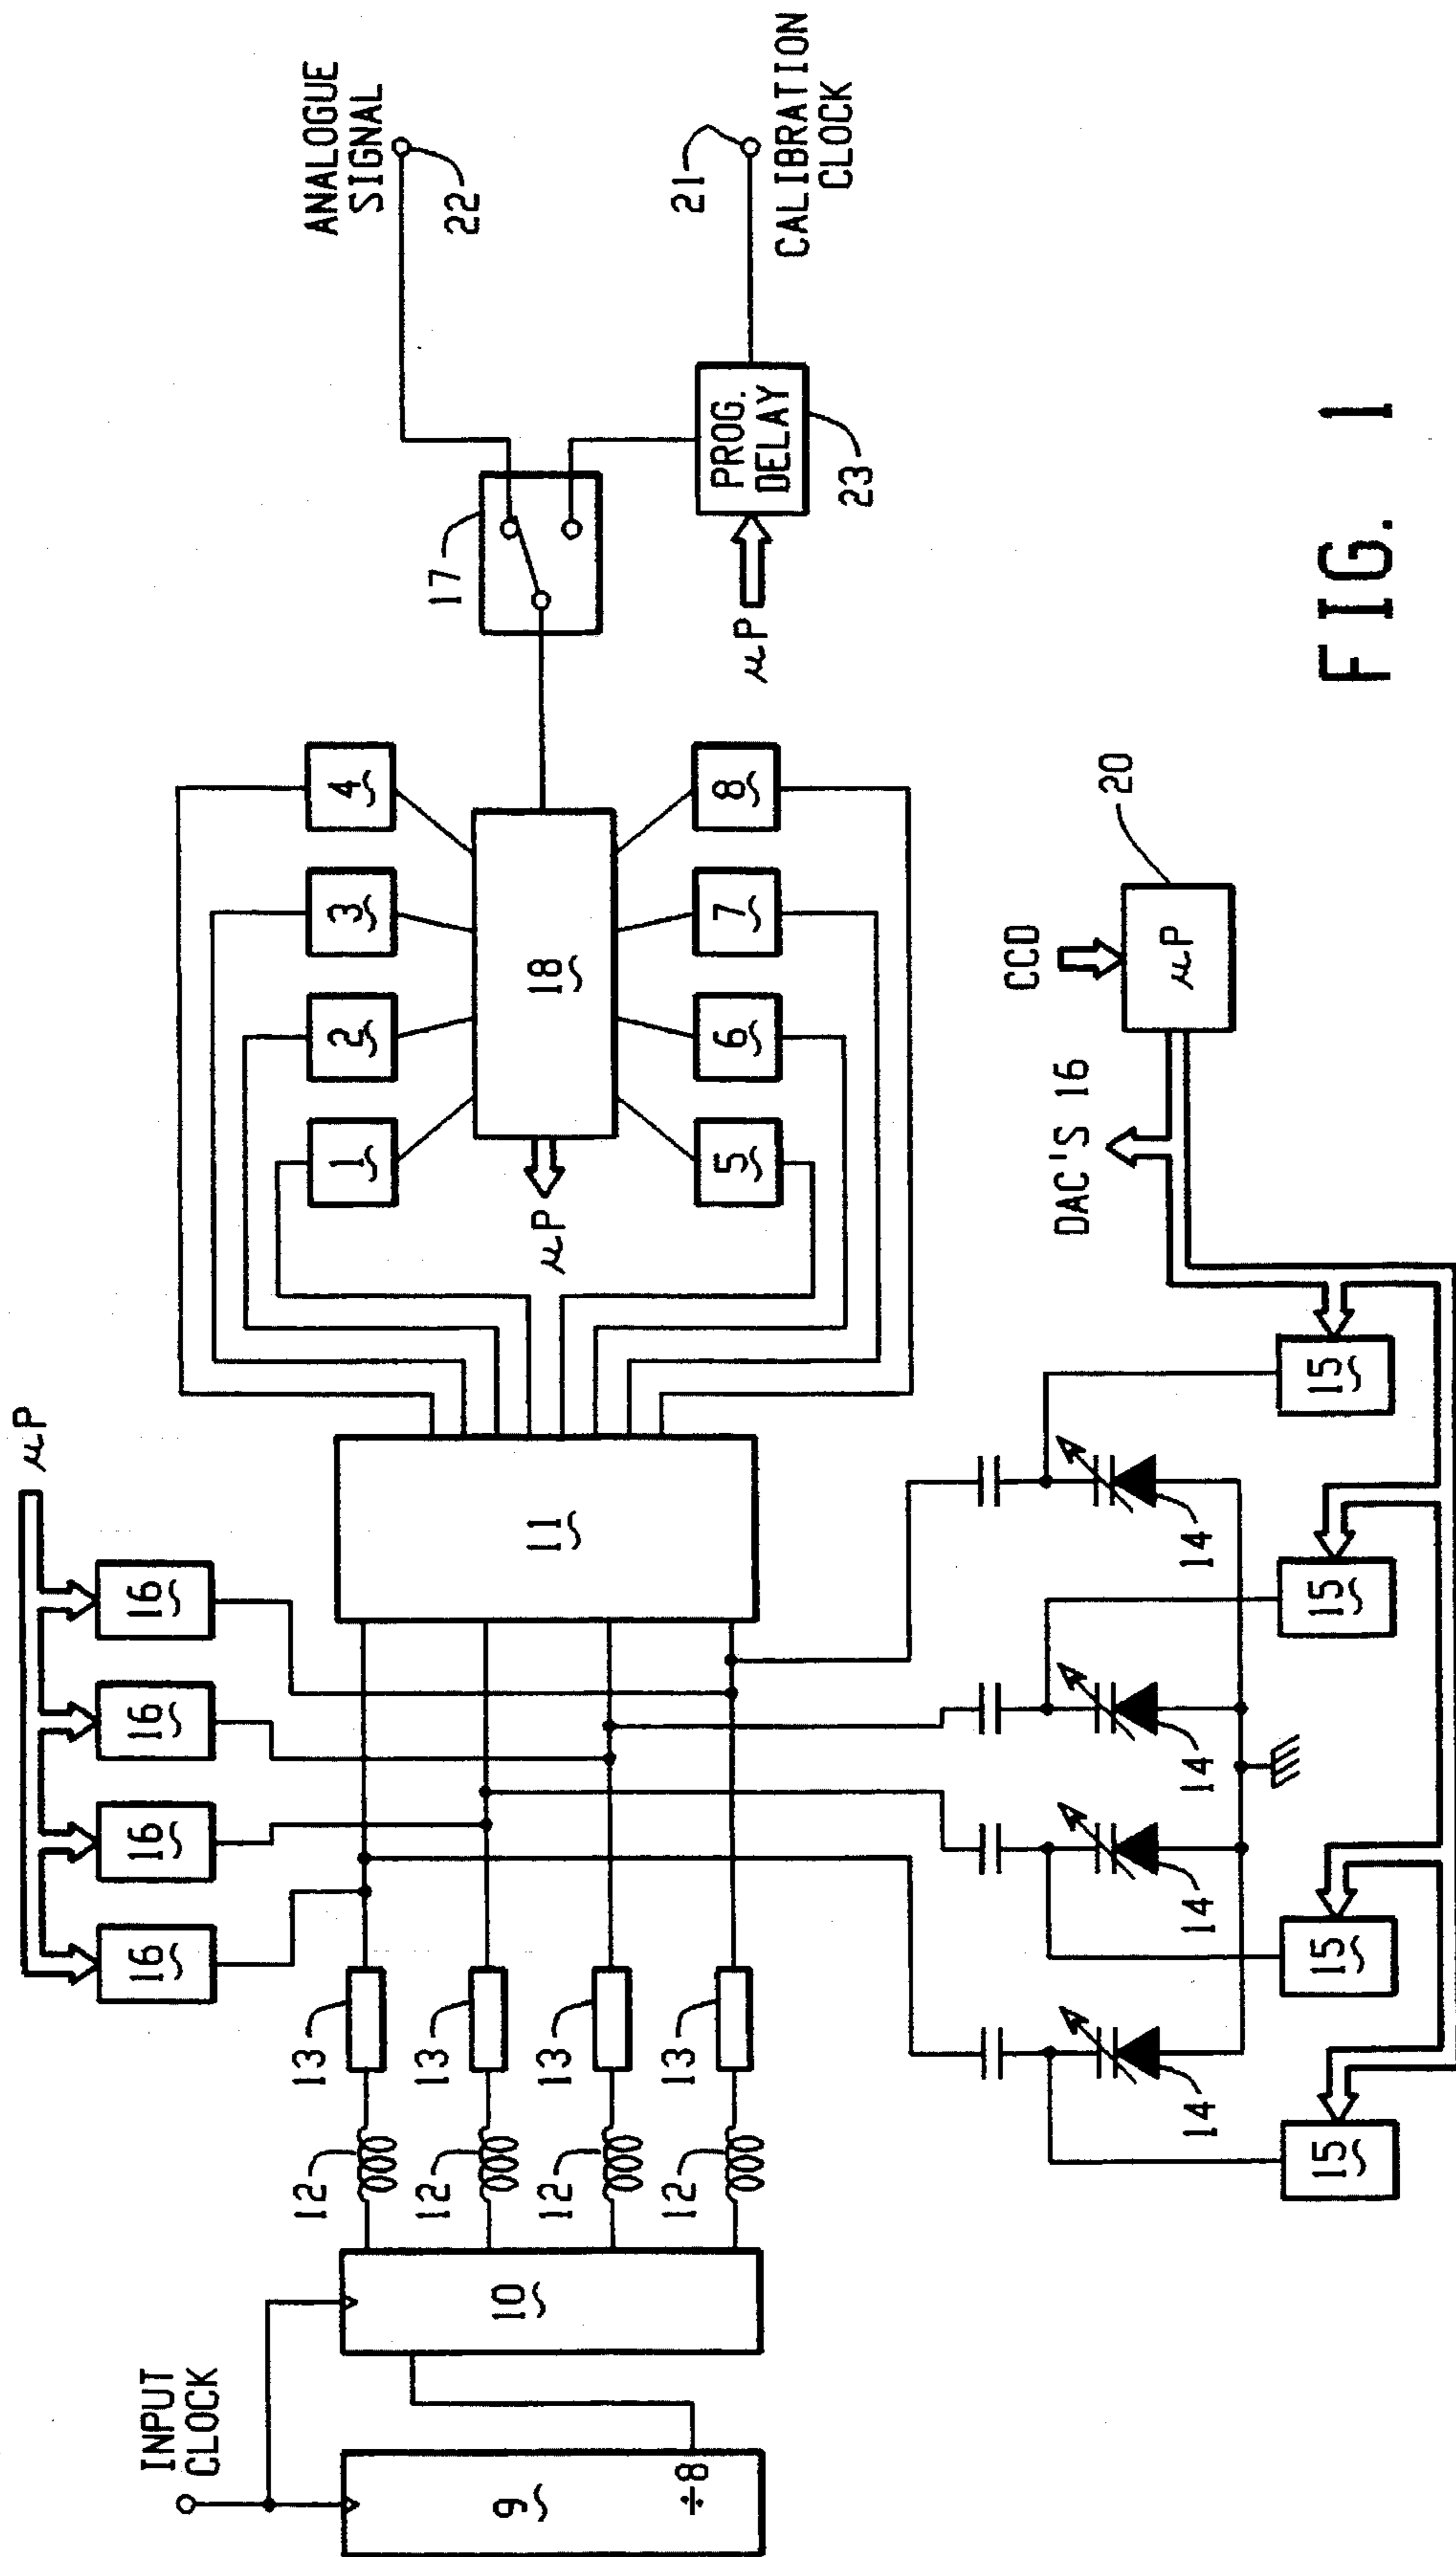 INPUT
CLOCK
9
÷8
10
12
12
12
12
13
13
13
13
16
16
16
16
μP
11
1
2
3
4
18
μP
5
6
7
8
17
ANALOGUE
SIGNAL
22
21
CALIBRATION
CLOCK
PROG.
DELAY
23
μP
14
14
14
14
15
15
15
15
DAC'S 16
CCD
μP
20
FIG. 1